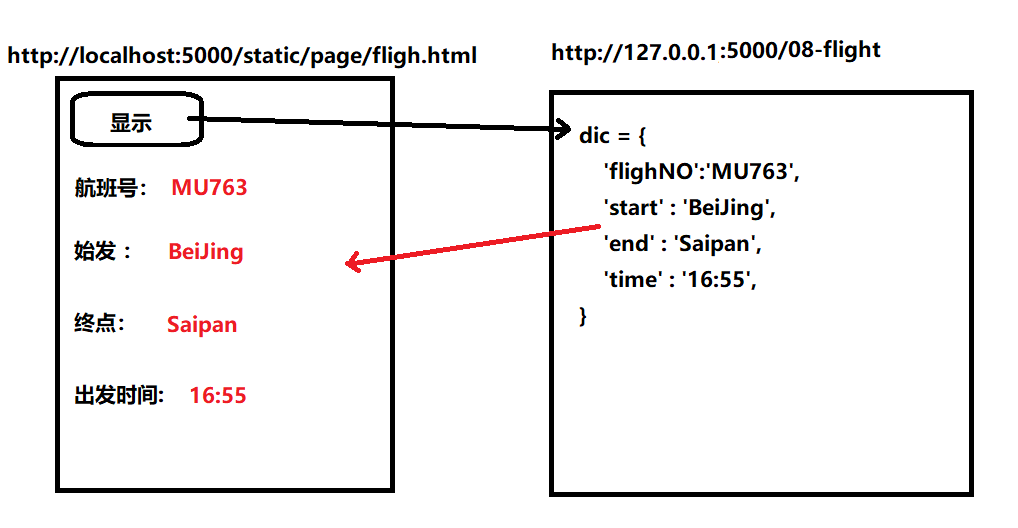 http://localhost:5000/static/page/fligh.html
显示
航班号： MU763
始发： BeiJing
终点： Saipan
出发时间: 16:55
http://127.0.0.1:5000/08-flight
dic = {
'flighNO':'MU763',
'start' : 'BeiJing',
'end' : 'Saipan',
'time' : '16:55',
}